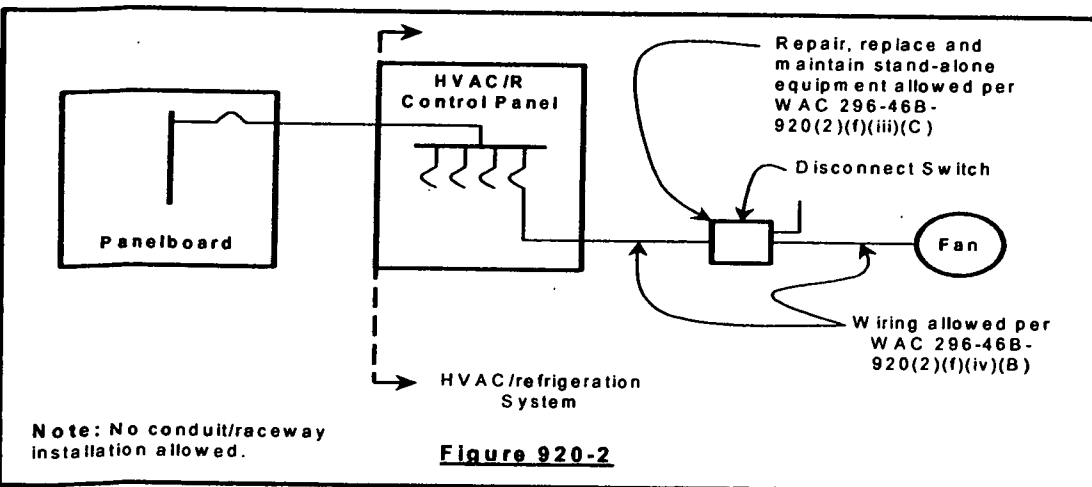 Repair, replace and
maintain stand-alone
equipment allowed per
WAC 296-46B-
920(2)(f)(iii)(C)
HVAC/R
Control Panel
Disconnect Switch
Panelboard
Fan
Wiring allowed per
WAC 296-46B-
920(2)(f)(iv)(B)
HVAC/refrigeration
System
Note: No conduit/raceway
installation allowed.
Figure 920-2